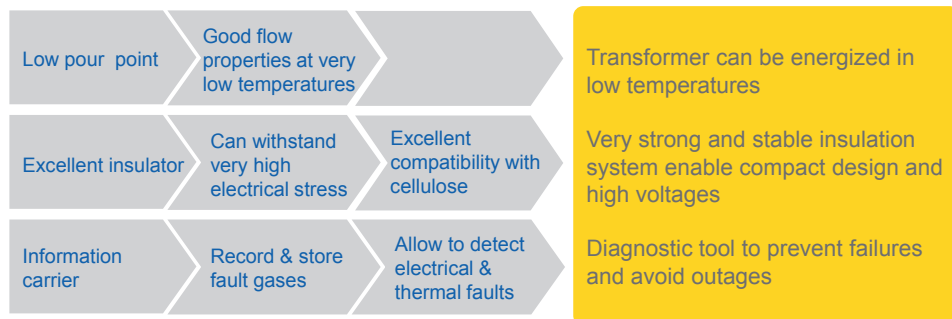 Low pour point
Good flow
properties at very
low temperatures
Transformer can be energized in
low temperatures
Excellent insulator
Can withstand
very high
electrical stress
Excellent
compatibility with
cellulose
Very strong and stable insulation
system enable compact design and
high voltages
Information
carrier
Record & store
fault gases
Allow to detect
electrical &
thermal faults
Diagnostic tool to prevent failures
and avoid outages